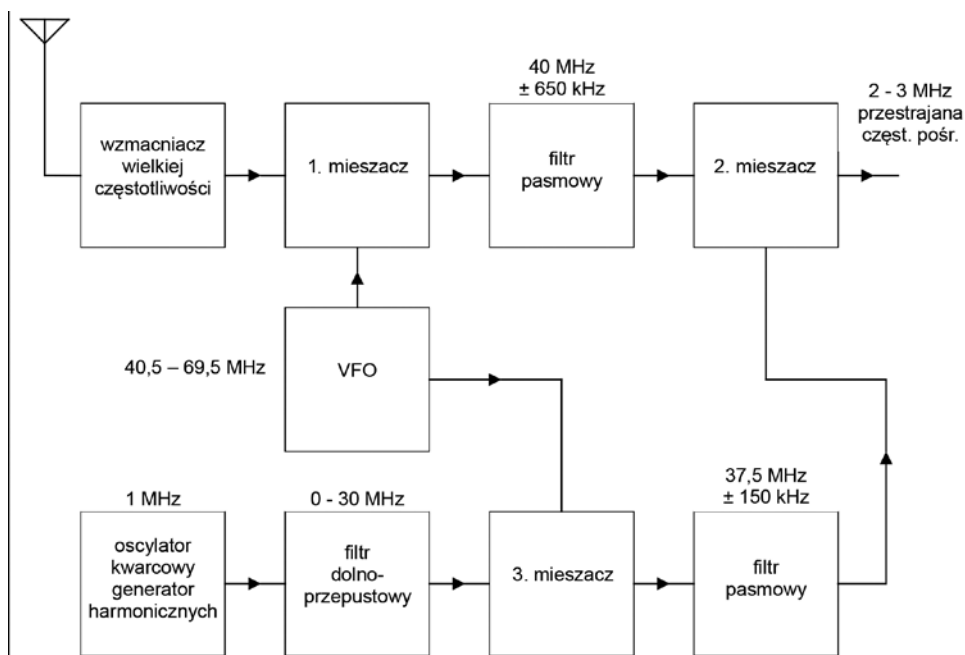 40 MHz
± 650 kHz
2 - 3 MHz
przestrajana
częst. pośr.
wzmacniacz
wielkiej
częstotliwości
1. mieszacz
filtr
pasmowy
2. mieszacz
40,5 – 69,5 MHz
VFO
1 MHz
0 - 30 MHz
37,5 MHz
± 150 kHz
oscylator
kwarcowy
generator
harmonicznych
filtr
dolno-
przepustowy
3. mieszacz
filtr
pasmowy